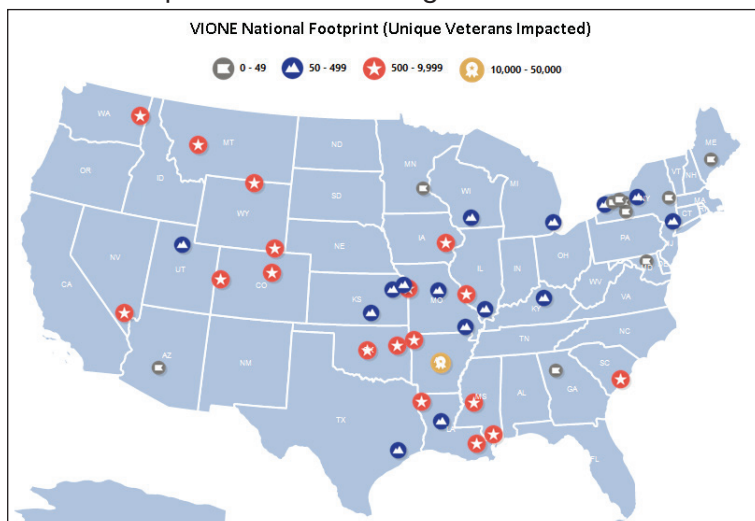 VIONE National Footprint (Unique Veterans Impacted)
0 - 49
50 - 499
500 - 9,999
10,000 - 50,000
WA
MT
ND
MN
ME
VT
NH
OR
ID
WI
MI
MA
SD
WY
CT
IA
PA
NJ
NE
NV
IL
IN
OH
UT
CA
CO
KS
MO
WV
VA
KY
NC
TN
AZ
NM
SC
MS
AL
GA
TX
LA
FL